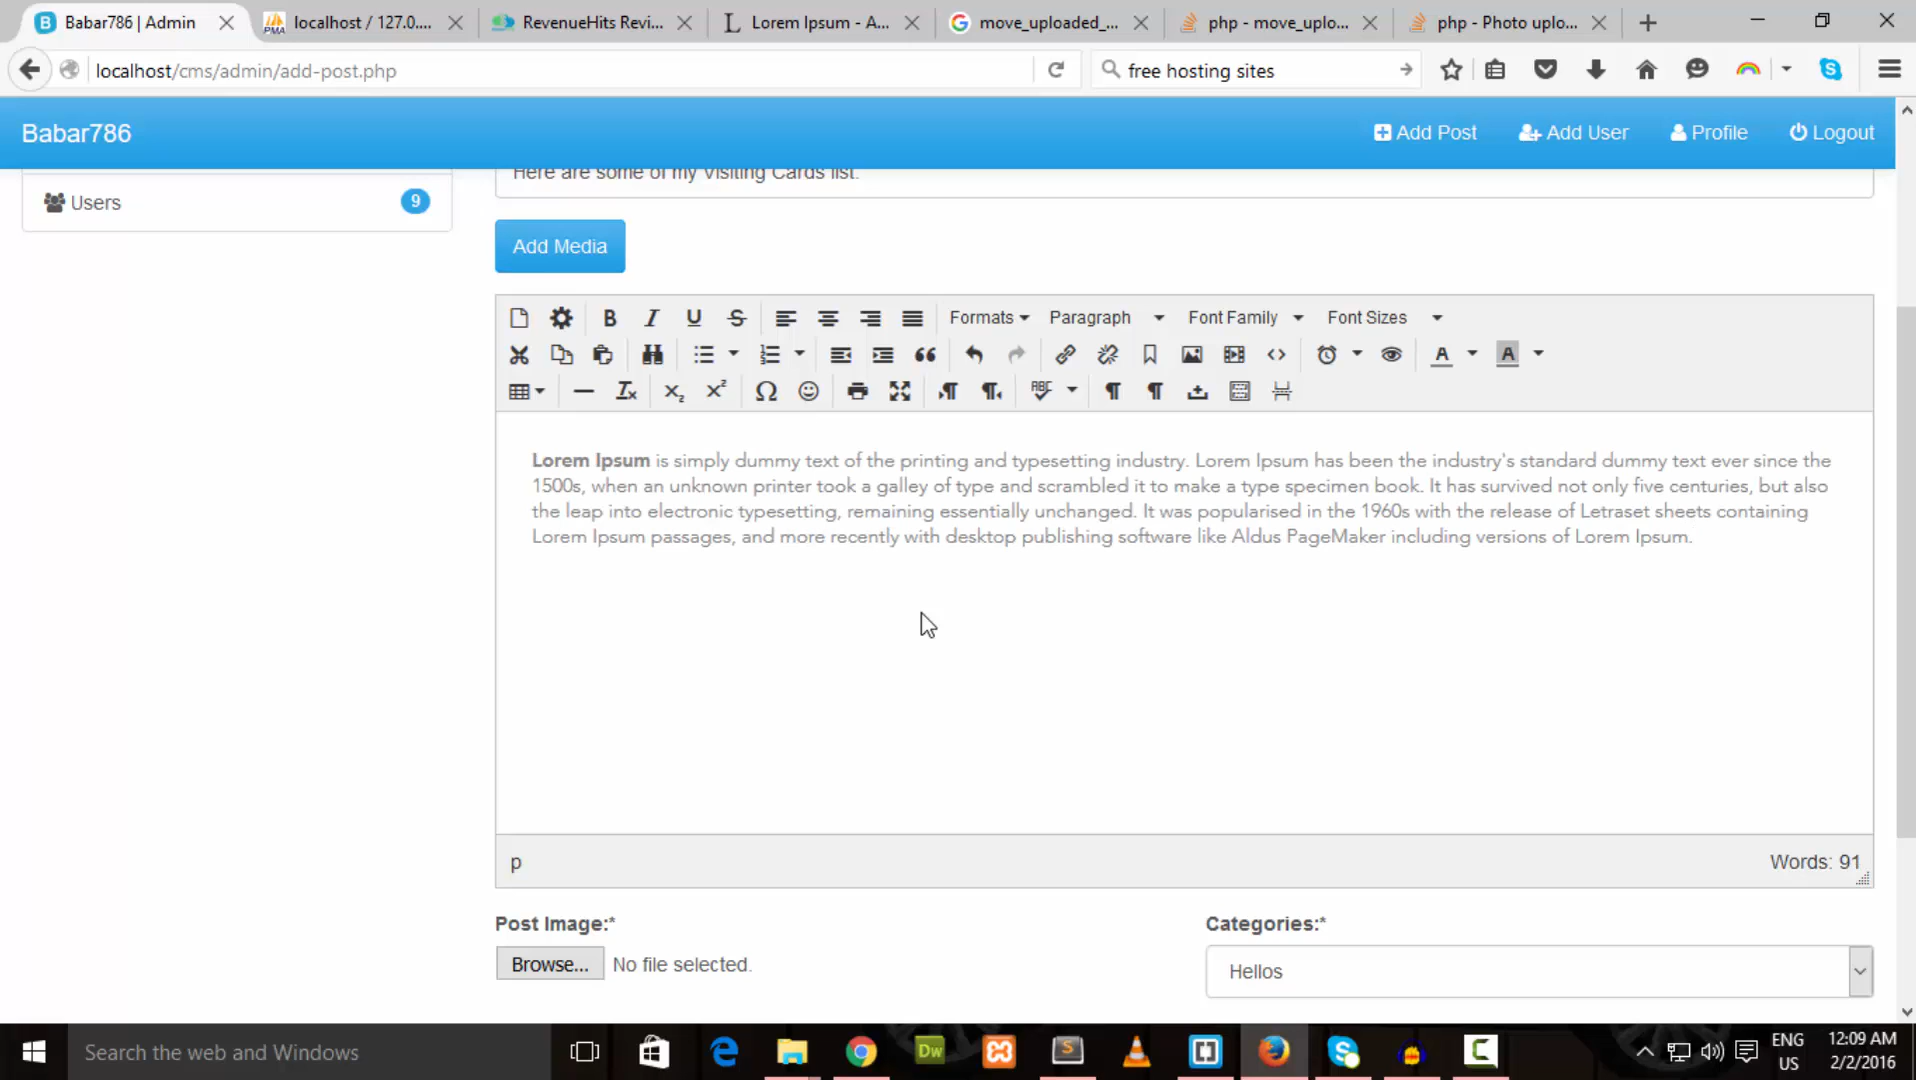 Babar786 | Admin
localhost / 127.0....
RevenueHits Revi...
Lorem Ipsum - A...
move_uploaded_...
php - move_uplo...
php - Photo uplo...
localhost/cms/admin/add-post.php
free hosting sites
Babar786
Add Post
Add User
Profile
Logout
Here are some of my Visiting Cards list.
Users
9
Add Media
Formats
Paragraph
Font Family
Font Sizes
Lorem Ipsum is simply dummy text of the printing and typesetting industry. Lorem Ipsum has been the industry's standard dummy text ever since the
1500s, when an unknown printer took a galley of type and scrambled it to make a type specimen book. It has survived not only five centuries, but also
the leap into electronic typesetting, remaining essentially unchanged. It was popularised in the 1960s with the release of Letraset sheets containing
Lorem Ipsum passages, and more recently with desktop publishing software like Aldus PageMaker including versions of Lorem Ipsum.
p
Words: 91
Post Image:*
Categories:*
Browse...
No file selected.
Hellos
Search the web and Windows
Dw
ENG
US
12:09 AM
2/2/2016